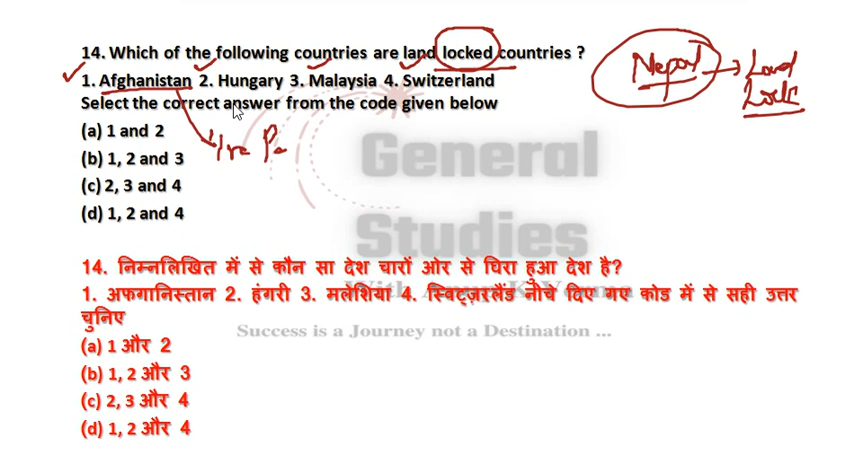 14. Which of the following countries are land locked countries ?
1. Afghanistan 2. Hungary 3. Malaysia 4. Switzerland
Select the correct answer from the code given below
(a) 1 and 2
(b) 1, 2 and 3
(c) 2, 3 and 4
(d) 1, 2 and 4
Nepal → Land
Lock
General
Studies
14. निम्नलिखित में से कौन सा देश चारों ओर से घिरा हुआ देश है?
1. अफगानिस्तान 2. हंगरी 3. मलेशिया 4. स्विट्ज़रलैंड नीचे दिए गए कोड में से सही उत्तर
चुनिए
Success is a Journey not a Destination ...
(a) 1 और 2
(b) 1, 2 और 3
(c) 2, 3 और 4
(d) 1, 2 और 4